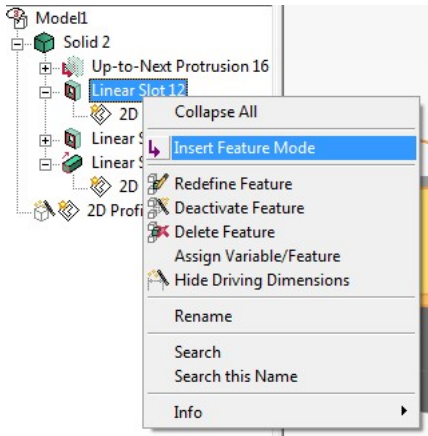 Model1
Solid 2
Up-to-Next Protrusion 16
Linear Slot 12
2D
Collapse All
Linear S
Insert Feature Mode
Linear S
2D
Redefine Feature
2D Profi
Deactivate Feature
Delete Feature
Assign Variable/Feature
Hide Driving Dimensions
Rename
Search
Search this Name
Info